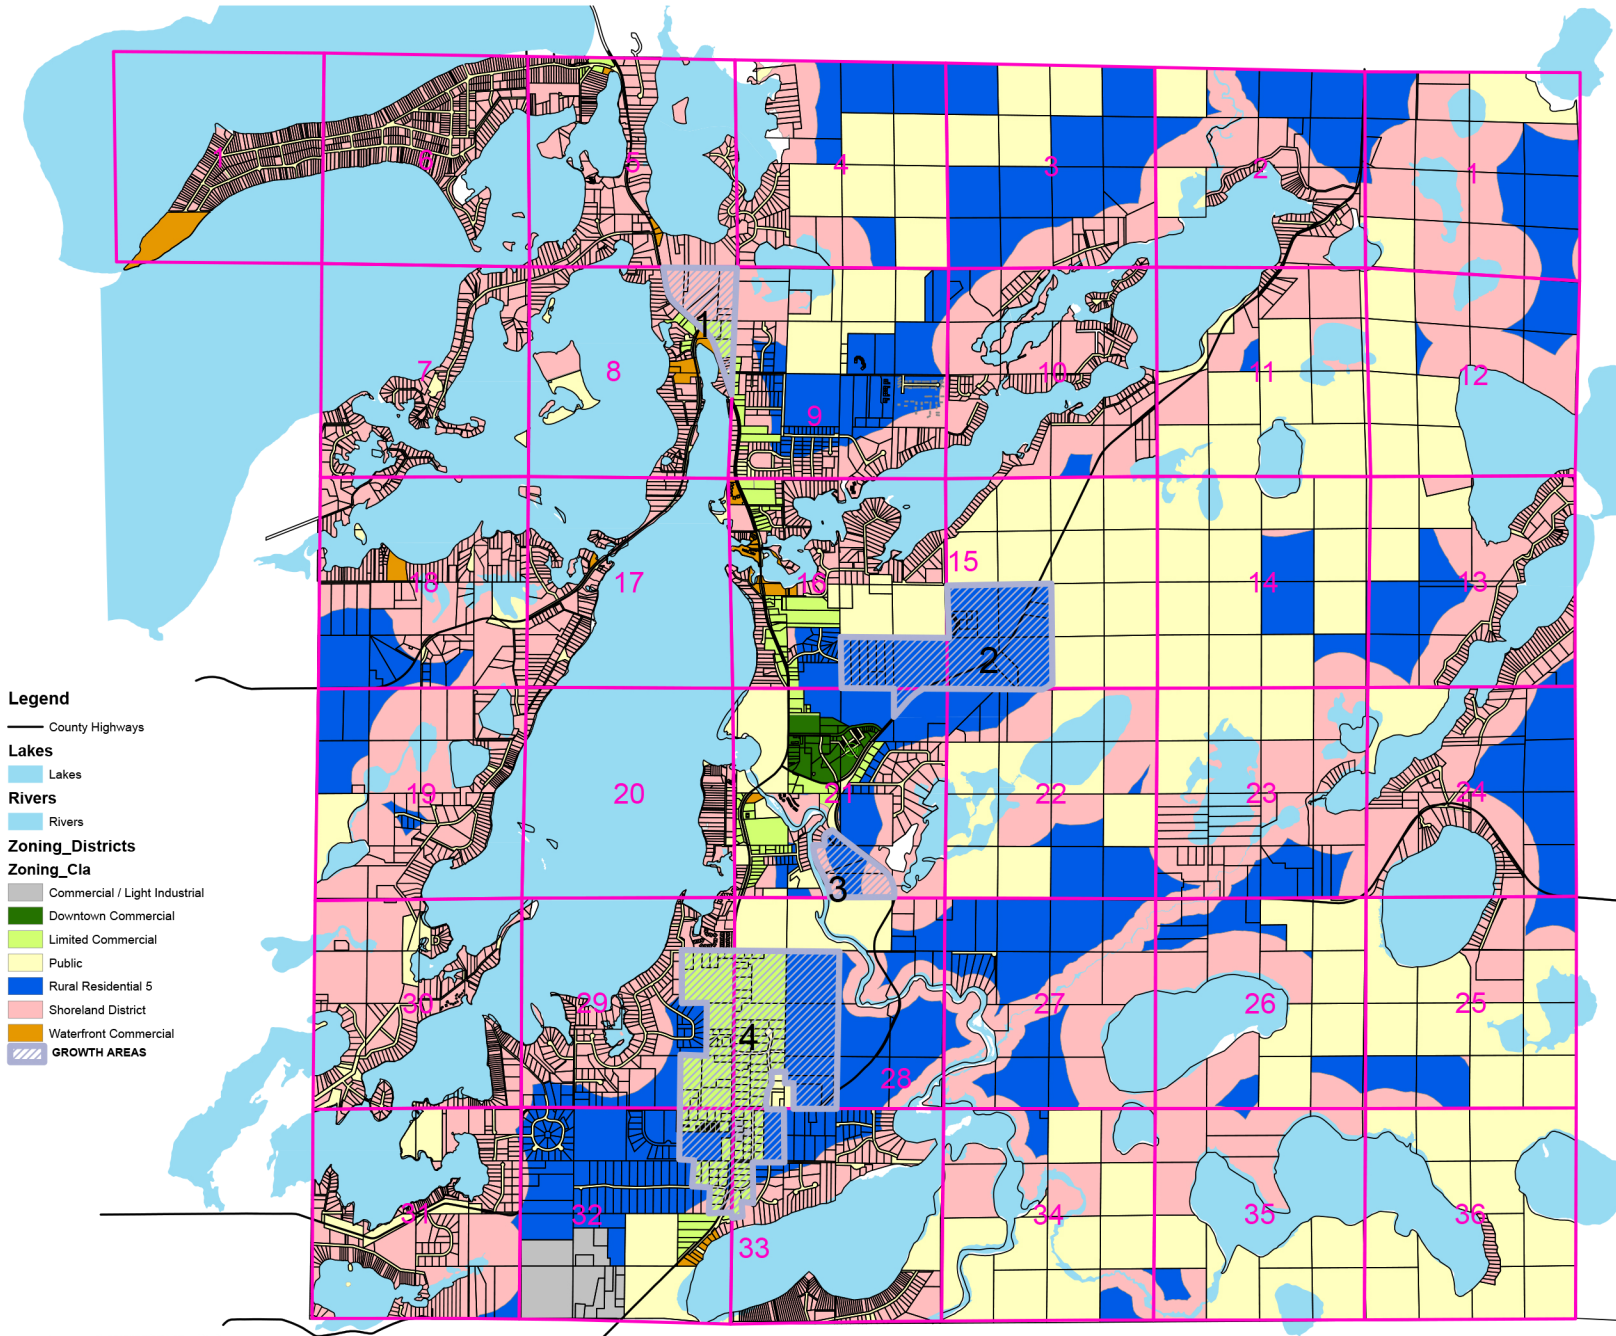 1
6
5
4
3
2
1
1
7
8
9
10
11
12
18
17
16
15
14
13
2
19
20
21
22
23
24
3
30
29
28
27
26
25
4
31
32
33
34
35
36
Legend
County Highways
Lakes
Lakes
Rivers
Rivers
Zoning_Districts
Zoning_Cla
Commercial / Light Industrial
Downtown Commercial
Limited Commercial
Public
Rural Residential 5
Shoreland District
Waterfront Commercial
GROWTH AREAS